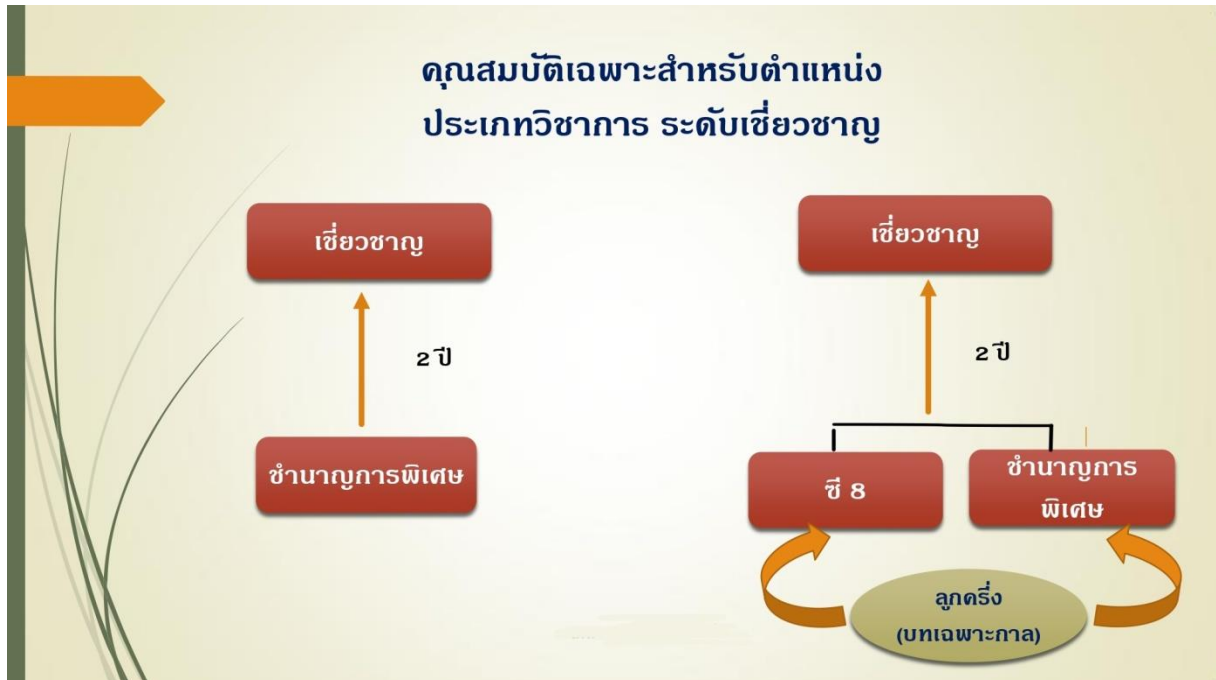 คุณสมบัติเฉพาะสำหรับตำแหน่ง
ประเภทวิชาการ ระดับเชี่ยวชาญ
เชี่ยวชาญ
2 ปี
ชำนาญการพิเศษ
เชี่ยวชาญ
2 ปี
ซี 8
ชำนาญการ
พิเศษ
ลูกครึ่ง
(บทเฉพาะกาล)